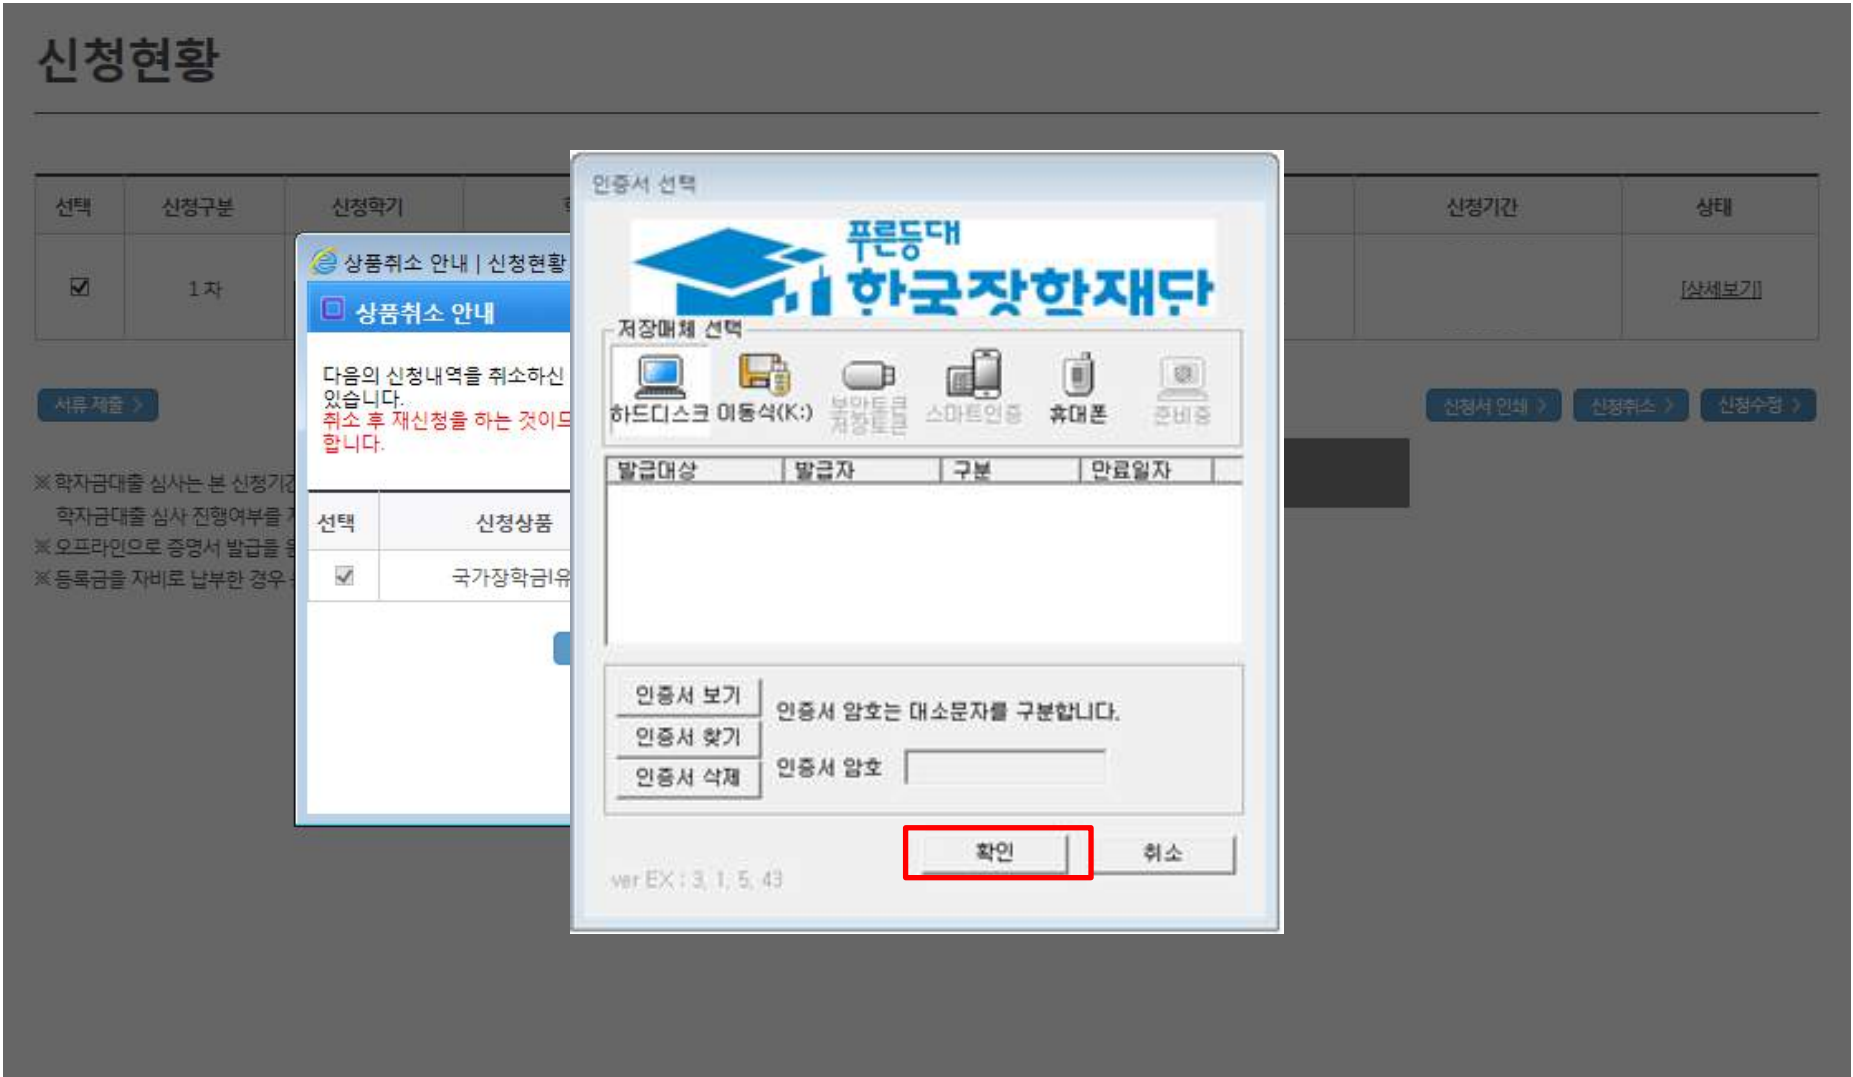 신청현황
선택 신청구분 신청학기 신청기간 상태
1차 [상세보기]
서류 제출 >
신청서 인쇄 > 신청취소 > 신청수정 >
※ 학자금대출 심사는 본 신청기간
학자금대출 심사 진행여부를
※ 오프라인으로 증명서 발급을
※ 등록금을 자비로 납부한 경우
상품취소 안내 | 신청현황
상품취소 안내
다음의 신청내역을 취소하신
있습니다.
취소 후 재신청을 하는 것이므
합니다.
선택 신청상품
국가장학금I유
인증서 선택
푸른등대
한국장학재단
저장매체 선택
하드디스크 이동식(K:) 보안토큰 스마트인증 휴대폰 준비중
저장토큰
발급대상 발급자 구분 만료일자
인증서 보기
인증서 암호는 대소문자를 구분합니다.
인증서 찾기
인증서 암호
인증서 삭제
확인 취소
ver EX : 3, 1, 5, 43